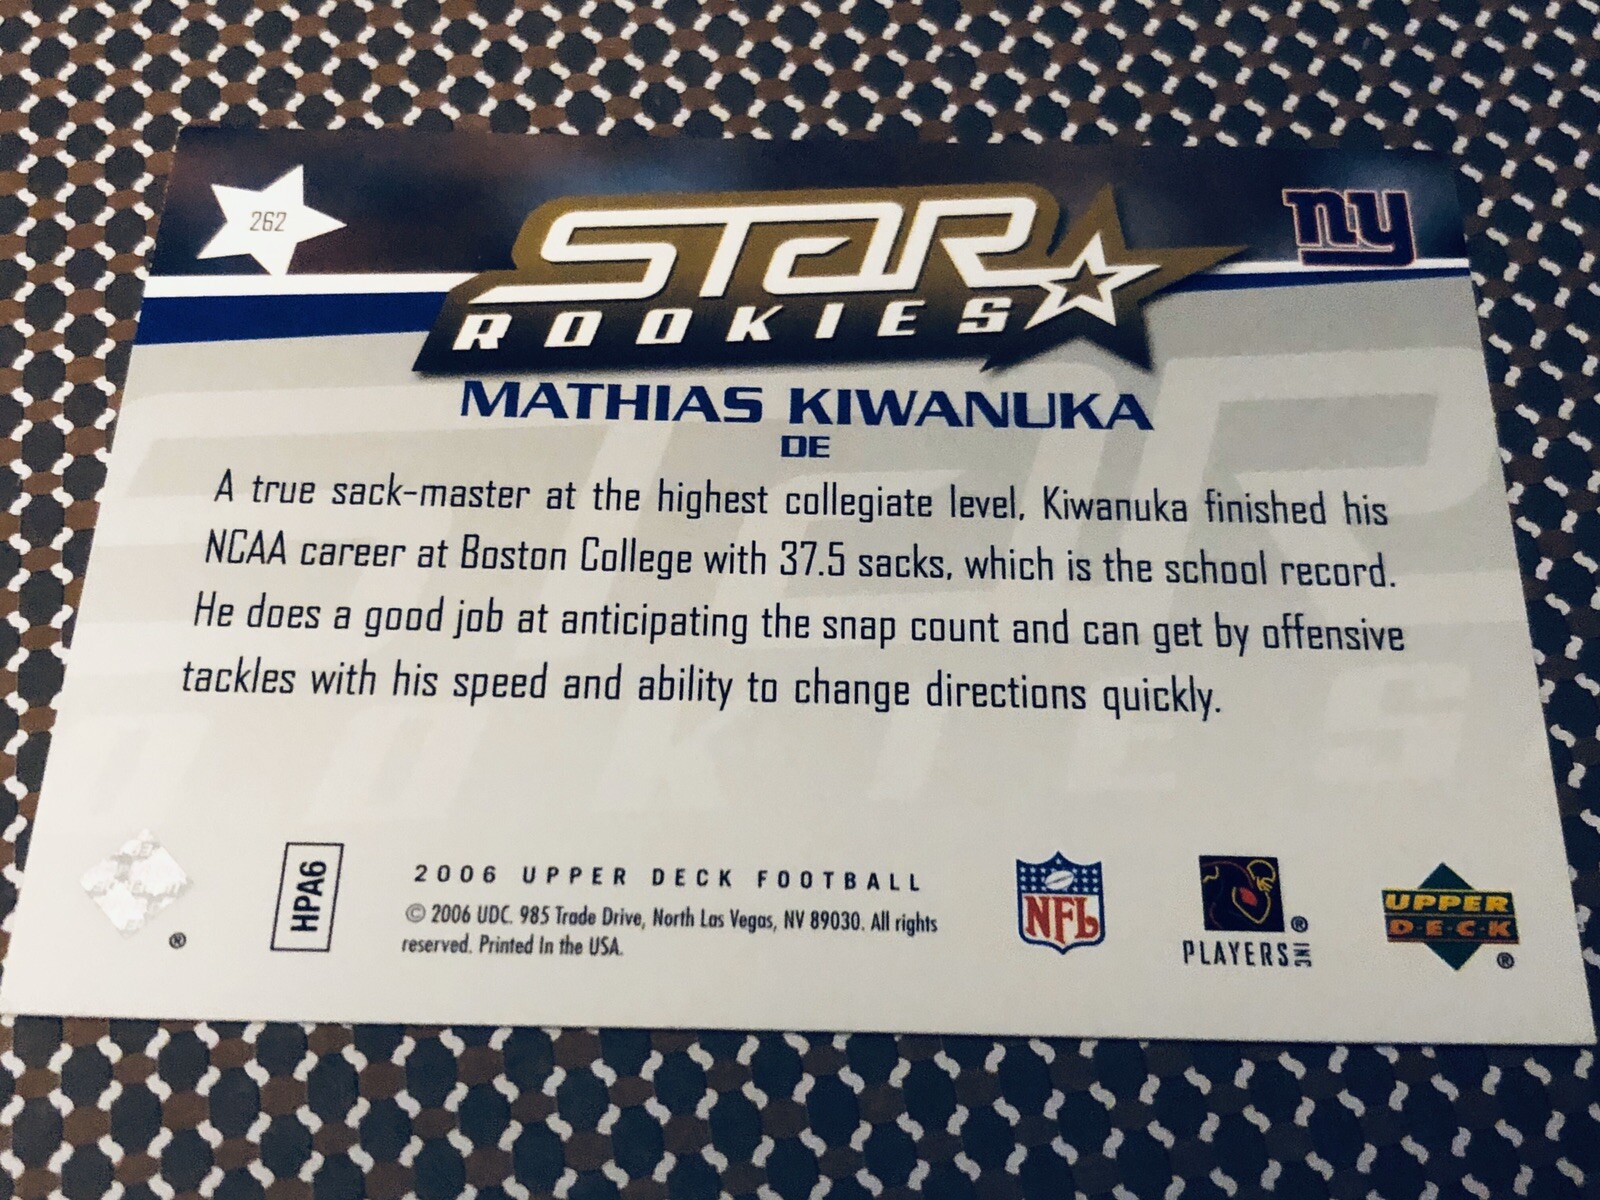 262
STAR
ROOKIES
ny
MATHIAS KIWANUKA
DE
A true sack-master at the highest collegiate level, Kiwanuka finished his
NCAA career at Boston College with 37.5 sacks, which is the school record.
He does a good job at anticipating the snap count and can get by offensive
tackles with his speed and ability to change directions quickly.
®
HPA6
2006 UPPER DECK FOOTBALL
© 2006 UDC. 985 Trade Drive, North Las Vegas, NV 89030. All rights
reserved. Printed In the USA.
NFL
®
PLAYERS INC
UPPER
D·E·C·K
®